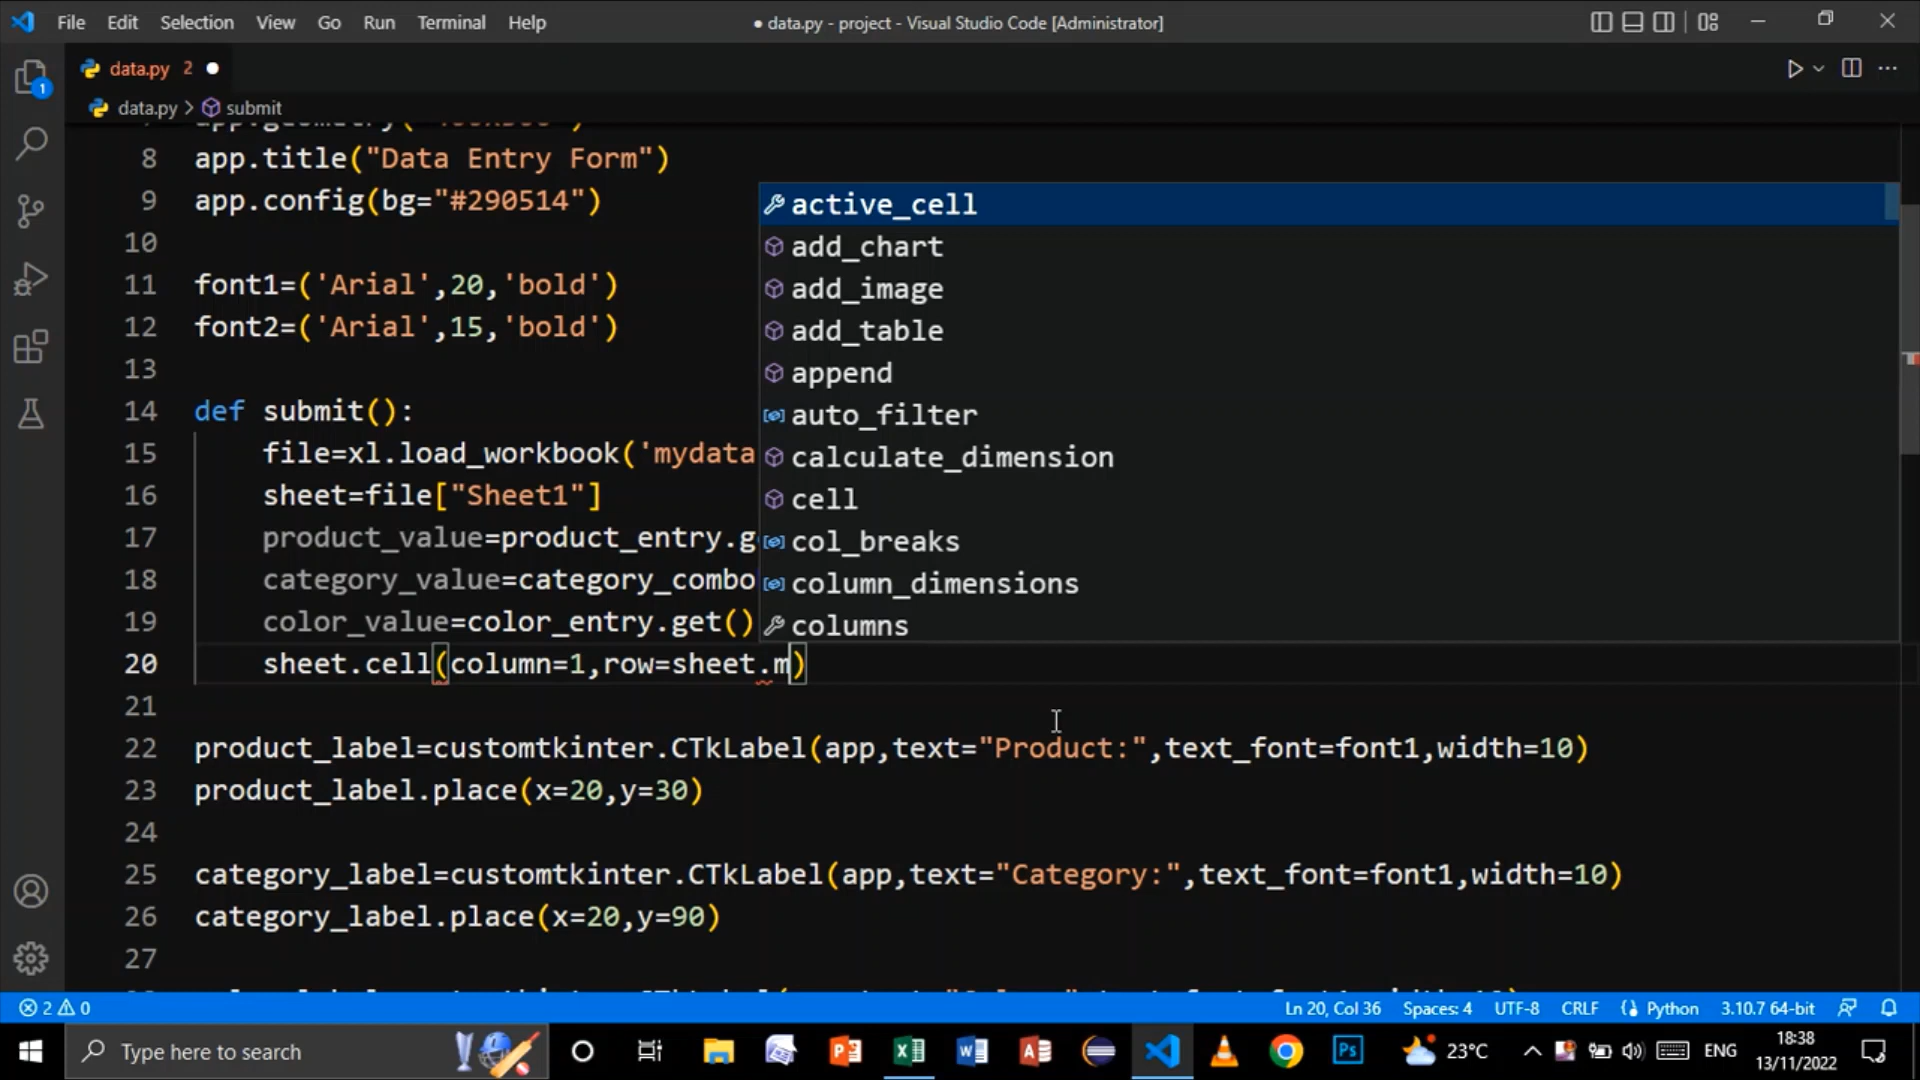 File Edit Selection View Go Run Terminal Help ● data.py - project - Visual Studio Code [Administrator]
data.py 2 ●
1
data.py > submit
8 app.title("Data Entry Form")
9 app.config(bg="#290514")
10
11 font1=('Arial',20,'bold')
12 font2=('Arial',15,'bold')
13
14 def submit():
15 file=xl.load_workbook('mydata
16 sheet=file["Sheet1"]
17 product_value=product_entry.g
18 category_value=category_combo
19 color_value=color_entry.get()
20 sheet.cell(column=1,row=sheet.m)
21
22 product_label=customtkinter.CTkLabel(app,text="Product:",text_font=font1,width=10)
23 product_label.place(x=20,y=30)
24
25 category_label=customtkinter.CTkLabel(app,text="Category:",text_font=font1,width=10)
26 category_label.place(x=20,y=90)
27
active_cell
add_chart
add_image
add_table
append
auto_filter
calculate_dimension
cell
col_breaks
column_dimensions
columns
2 0 Ln 20, Col 36 Spaces: 4 UTF-8 CRLF Python 3.10.7 64-bit
Type here to search 23°C ENG 18:38
13/11/2022